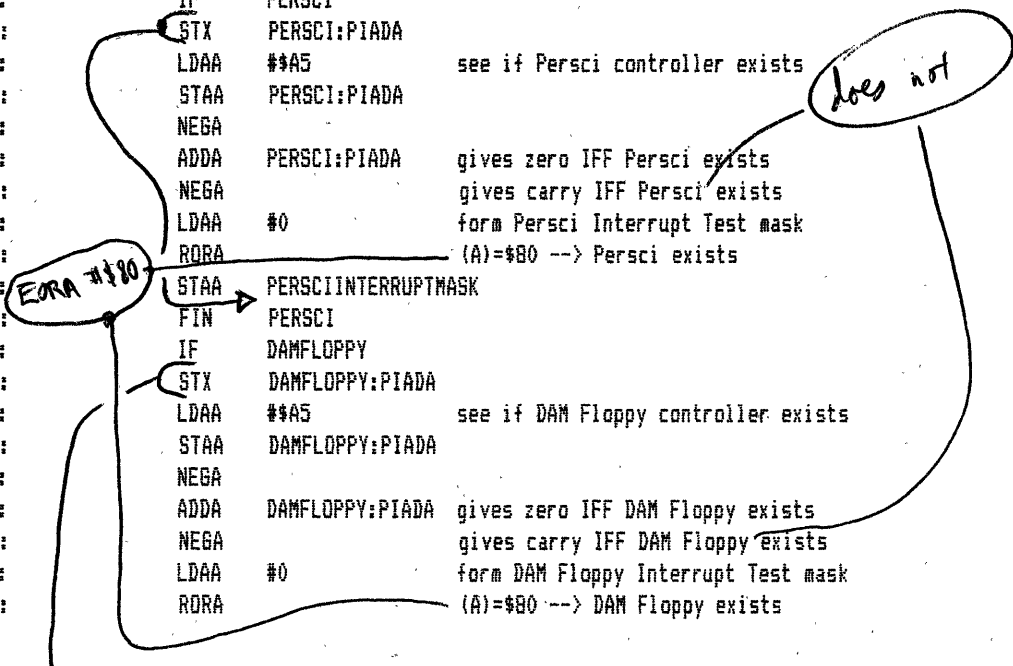 : IF PERSCI
: STX PERSCI:PIADA
: LDAA #$A5 see if Persci controller exists
: STAA PERSCI:PIADA
does not
: NEGA
: ADDA PERSCI:PIADA gives zero IFF Persci exists
: NEGA gives carry IFF Persci exists
: LDAA #0 form Persci Interrupt Test mask
: RORA (A)=$80 --> Persci exists
EORA #$80
: STAA PERSCIINTERRUPTMASK
: FIN PERSCI
: IF DAMFLOPPY
: STX DAMFLOPPY:PIADA
: LDAA #$A5 see if DAM Floppy controller exists
: STAA DAMFLOPPY:PIADA
: NEGA
: ADDA DAMFLOPPY:PIADA gives zero IFF DAM Floppy exists
: NEGA gives carry IFF DAM Floppy exists
: LDAA #0 form DAM Floppy Interrupt Test mask
: RORA (A)=$80 --> DAM Floppy exists